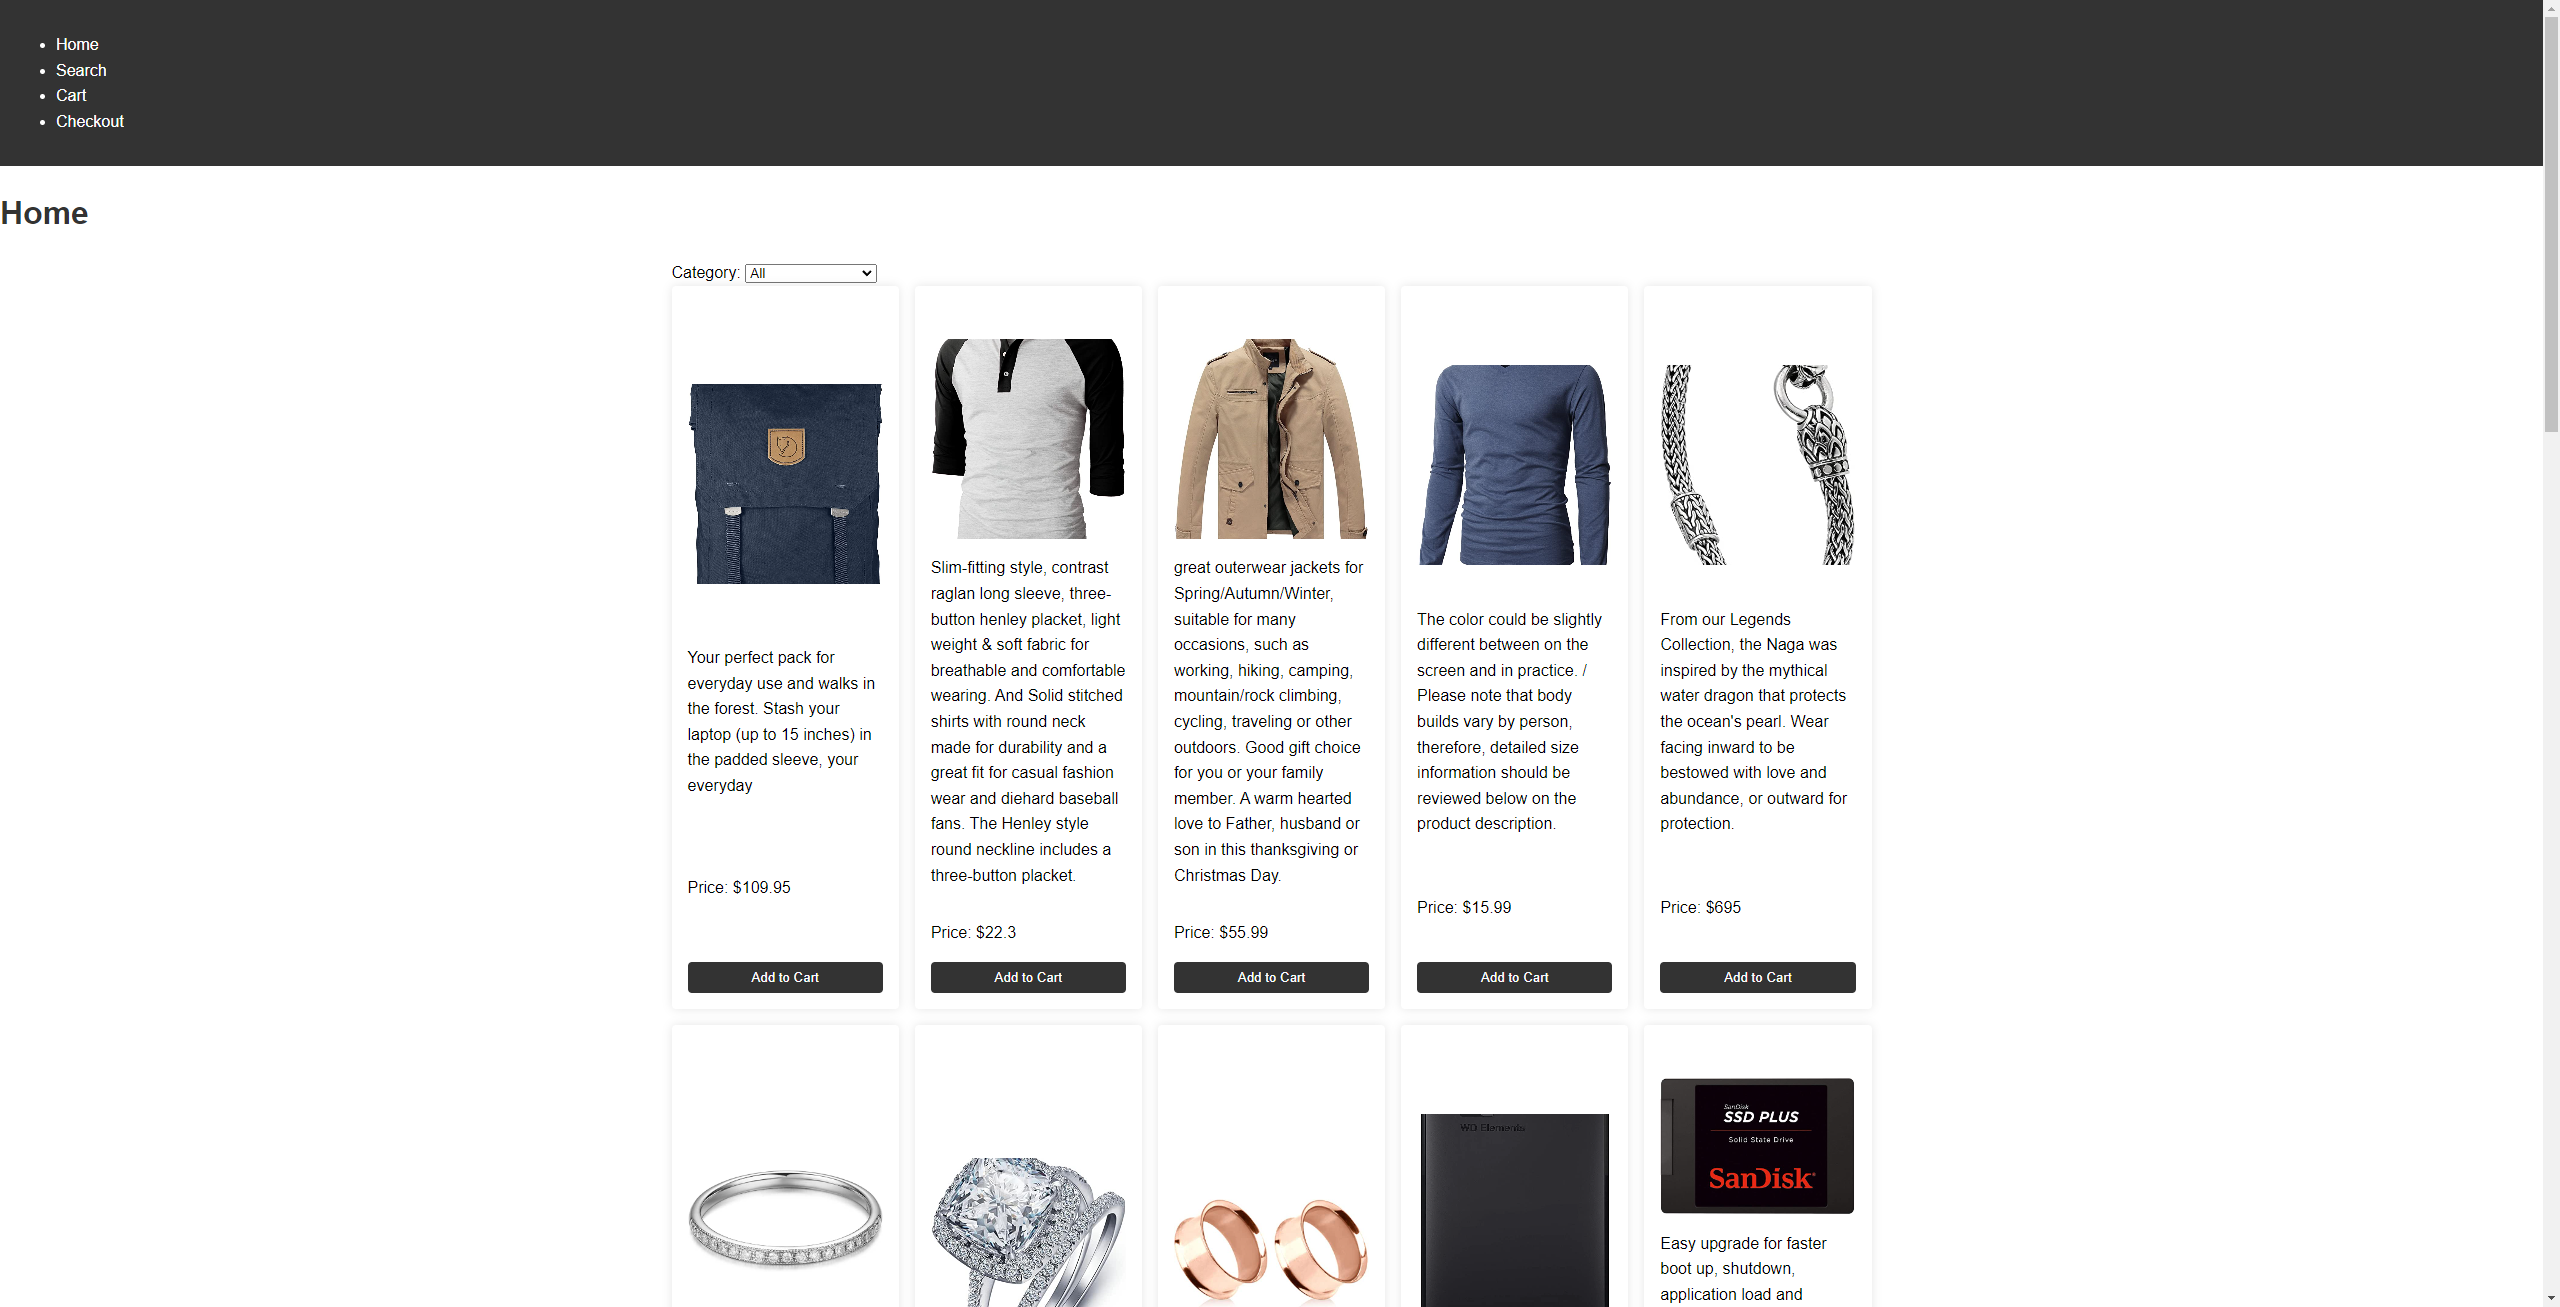 Home
Search
Cart
Checkout
Home
Category: All
Your perfect pack for
everyday use and walks in
the forest. Stash your
laptop (up to 15 inches) in
the padded sleeve, your
everyday
Price: $109.95
Add to Cart
Slim-fitting style, contrast
raglan long sleeve, three-
button henley placket, light
weight & soft fabric for
breathable and comfortable
wearing. And Solid stitched
shirts with round neck
made for durability and a
great fit for casual fashion
wear and diehard baseball
fans. The Henley style
round neckline includes a
three-button placket.
Price: $22.3
Add to Cart
great outerwear jackets for
Spring/Autumn/Winter,
suitable for many
occasions, such as
working, hiking, camping,
mountain/rock climbing,
cycling, traveling or other
outdoors. Good gift choice
for you or your family
member. A warm hearted
love to Father, husband or
son in this thanksgiving or
Christmas Day.
Price: $55.99
Add to Cart
The color could be slightly
different between on the
screen and in practice. /
Please note that body
builds vary by person,
therefore, detailed size
information should be
reviewed below on the
product description.
Price: $15.99
Add to Cart
From our Legends
Collection, the Naga was
inspired by the mythical
water dragon that protects
the ocean's pearl. Wear
facing inward to be
bestowed with love and
abundance, or outward for
protection.
Price: $695
Add to Cart
WD Elements
SanDisk
SSD PLUS
Solid State Drive
SanDisk
Easy upgrade for faster
boot up, shutdown,
application load and